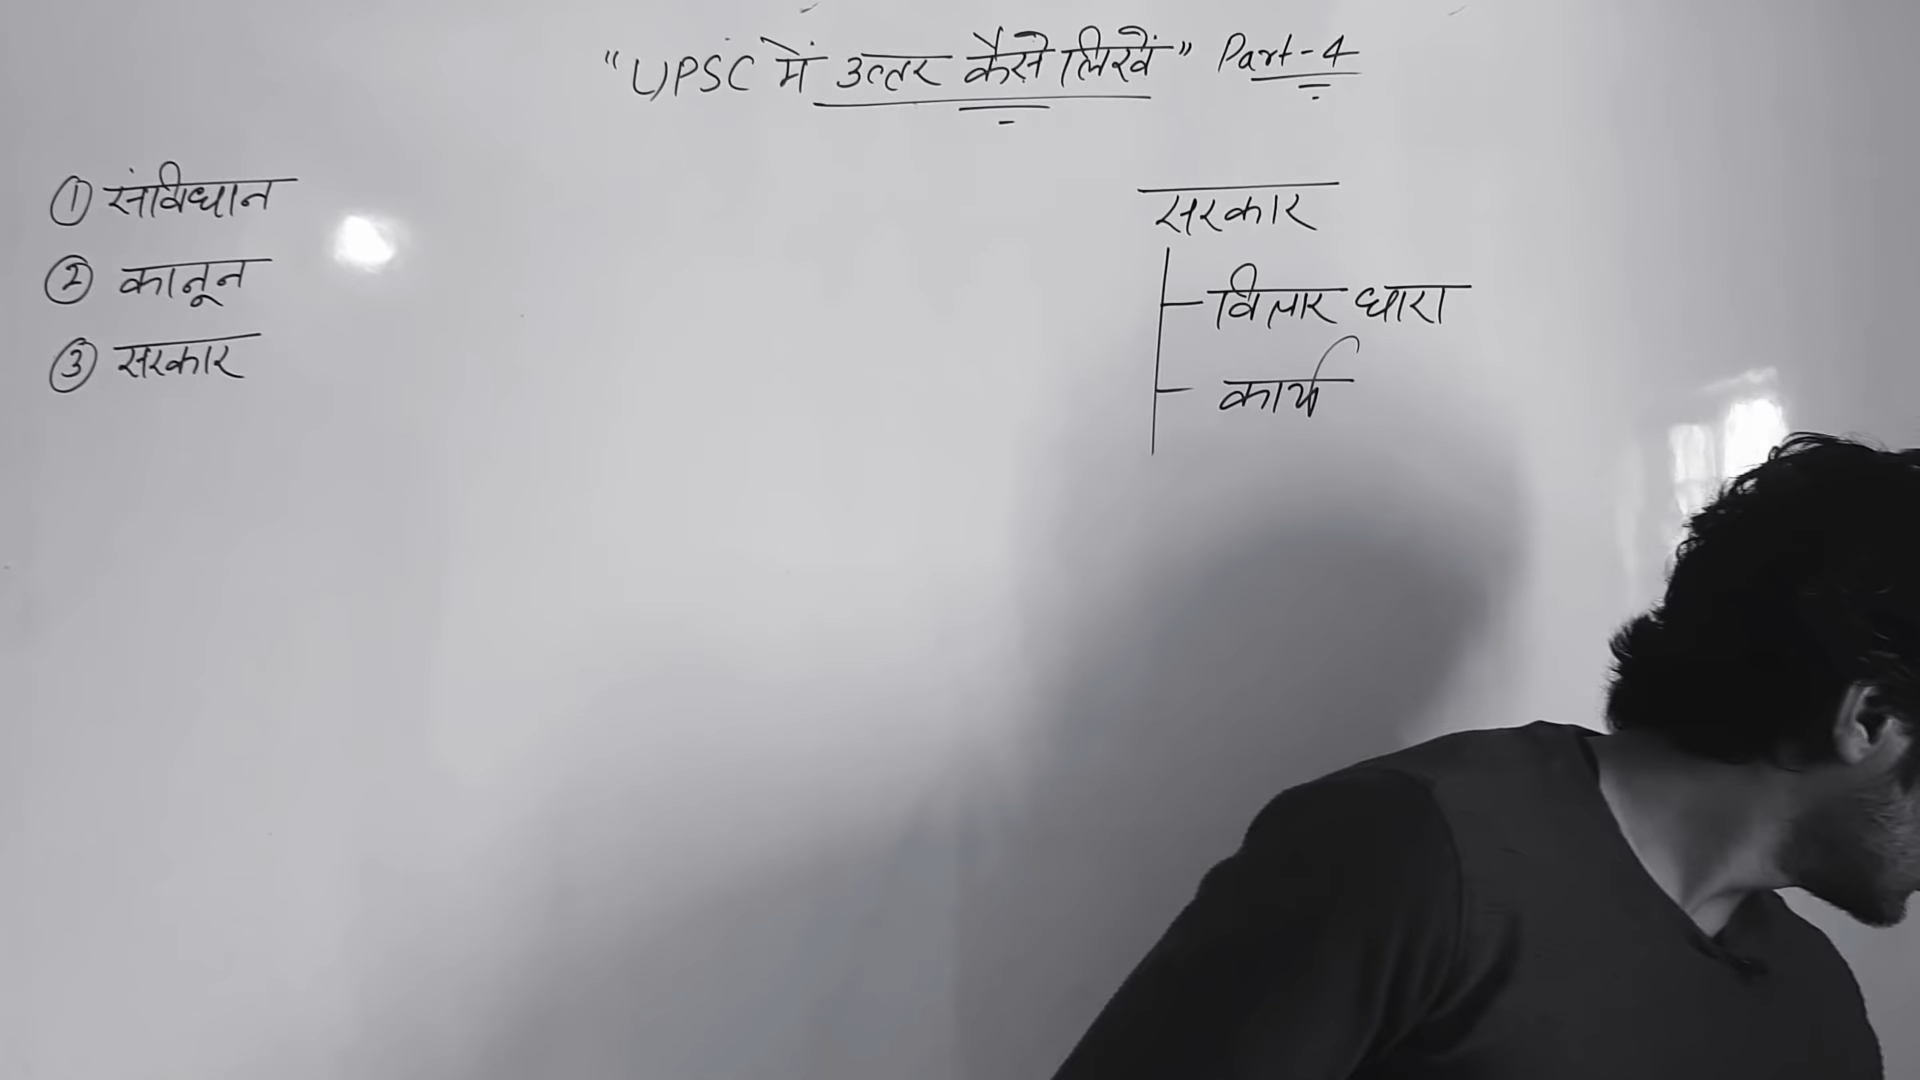 "UPSC में उत्तर कैसे लिखें" Part-4
① संविधान
② कानून
③ सरकार
सरकार
विचार धारा
कार्य